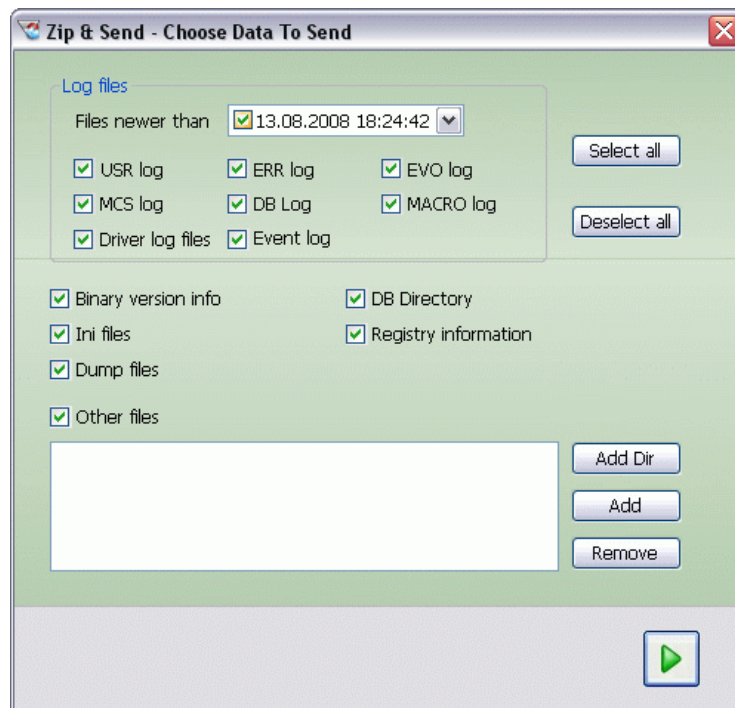 Zip & Send - Choose Data To Send
Log files
Files newer than 13.08.2008 18:24:42
USR log ERR log EVO log
MCS log DB Log MACRO log
Driver log files Event log
Select all
Deselect all
Binary version info DB Directory
Ini files Registry information
Dump files
Other files
Add Dir
Add
Remove